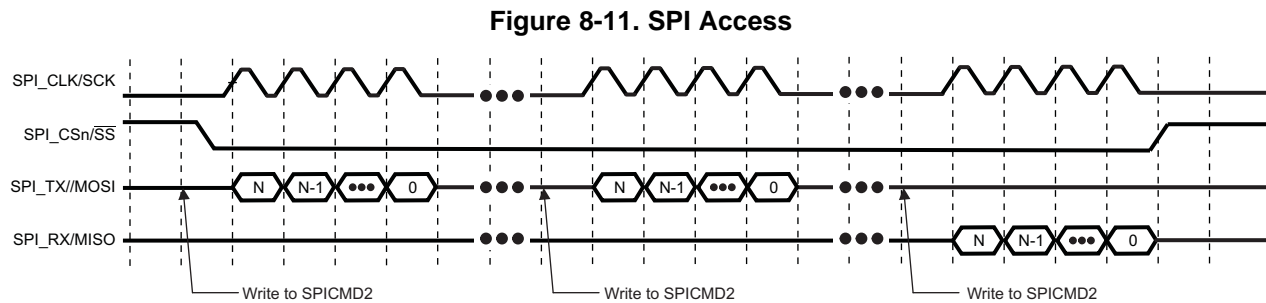 Figure 8-11. SPI Access
SPI_CLK/SCK
SPI_CSn/SS
SPI_TX//MOSI
N N-1 ●●● 0 ●●● N N-1 ●●● 0 ●●●
SPI_RX/MISO
●●● ●●● N N-1 ●●● 0
Write to SPICMD2 Write to SPICMD2 Write to SPICMD2